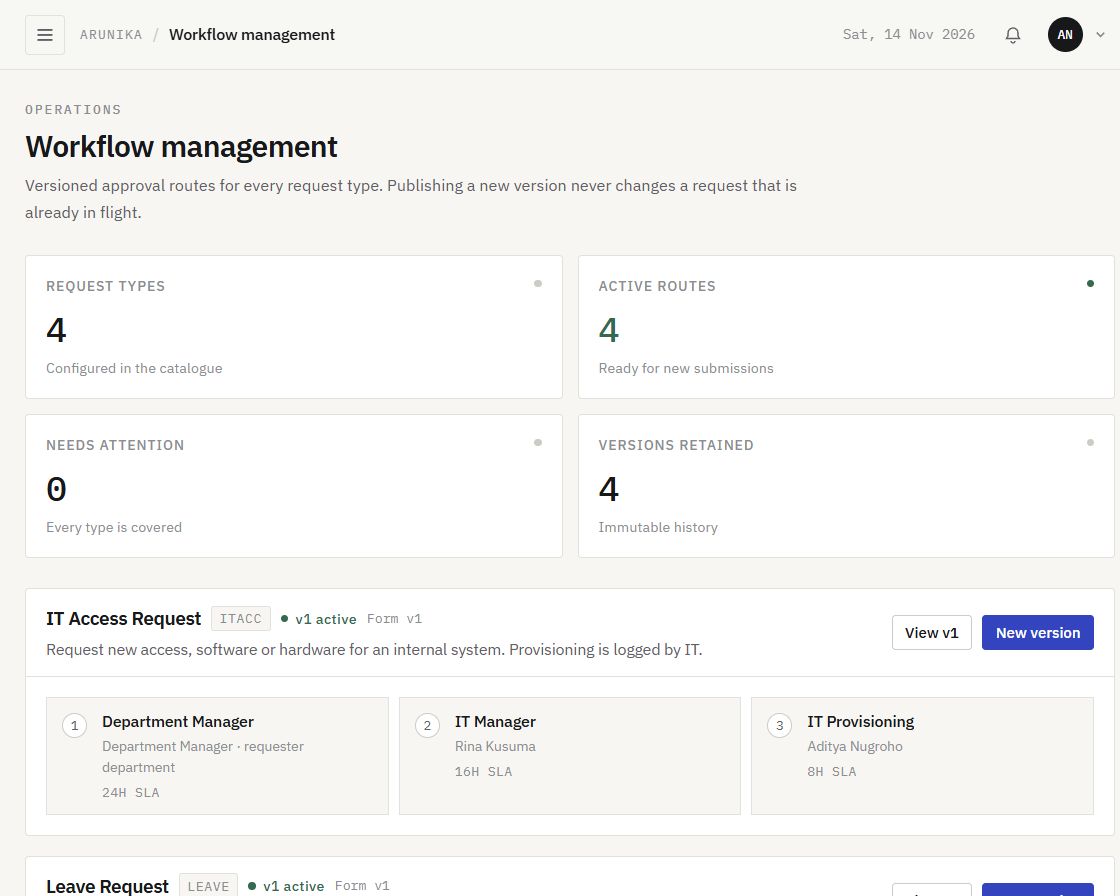 ARUNIKA / Workflow management
Sat, 14 Nov 2026
AN
OPERATIONS
Workflow management
Versioned approval routes for every request type. Publishing a new version never changes a request that is
already in flight.
REQUEST TYPES
4
Configured in the catalogue
ACTIVE ROUTES
4
Ready for new submissions
NEEDS ATTENTION
0
Every type is covered
VERSIONS RETAINED
4
Immutable history
IT Access Request ITACC v1 active Form v1
Request new access, software or hardware for an internal system. Provisioning is logged by IT.
View v1
New version
1
Department Manager
Department Manager · requester
department
24H SLA
2
IT Manager
Rina Kusuma
16H SLA
3
IT Provisioning
Aditya Nugroho
8H SLA
Leave Request LEAVE v1 active Form v1